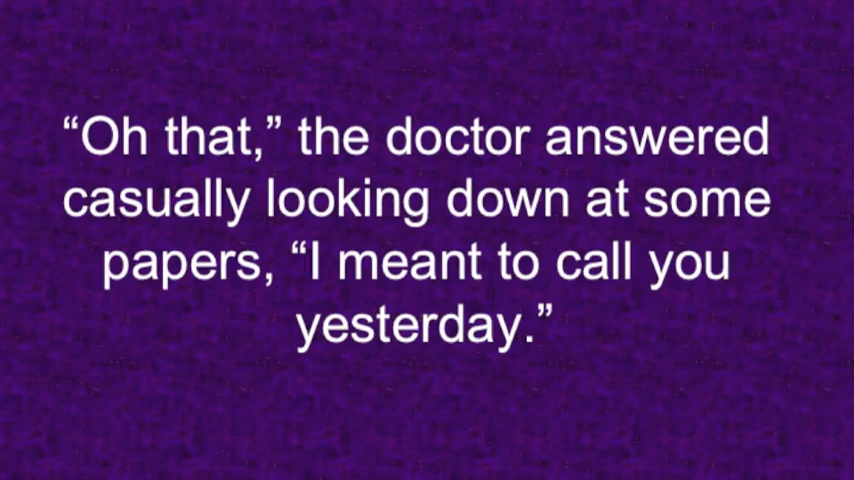 “Oh that,” the doctor answered
casually looking down at some
papers, “I meant to call you
yesterday.”